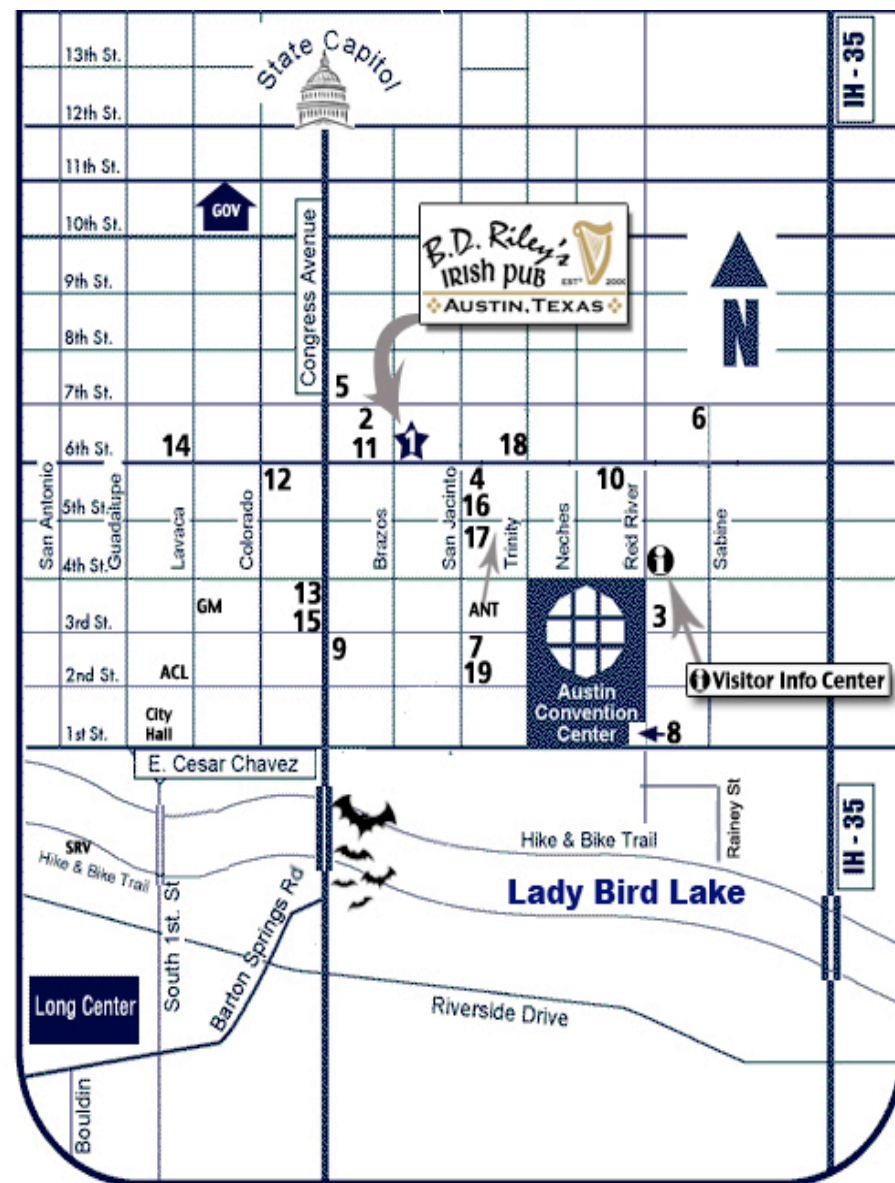 State Capitol
13th St.
12th St.
11th St.
10th St.
9th St.
8th St.
7th St.
6th St.
5th St.
4th St.
3rd St.
2nd St.
1st St.
IH - 35
GOV
Congress Avenue
B.D. Riley's
IRISH PUB
ESTD 2000
AUSTIN, TEXAS
N
5
2
11
1
6
14
18
12
4
16
17
10
San Antonio
Guadalupe
Lavaca
Colorado
Brazos
San Jacinto
Trinity
Neches
Red River
Sabine
i
GM
13
15
ANT
3
9
7
19
ACL
i Visitor Info Center
Austin
Convention
Center
8
City
Hall
E. Cesar Chavez
Rainey St
IH - 35
Hike & Bike Trail
SRV
Hike & Bike Trail
Lady Bird Lake
South 1st. St
Barton Springs Rd
Long Center
Riverside Drive
Bouldin